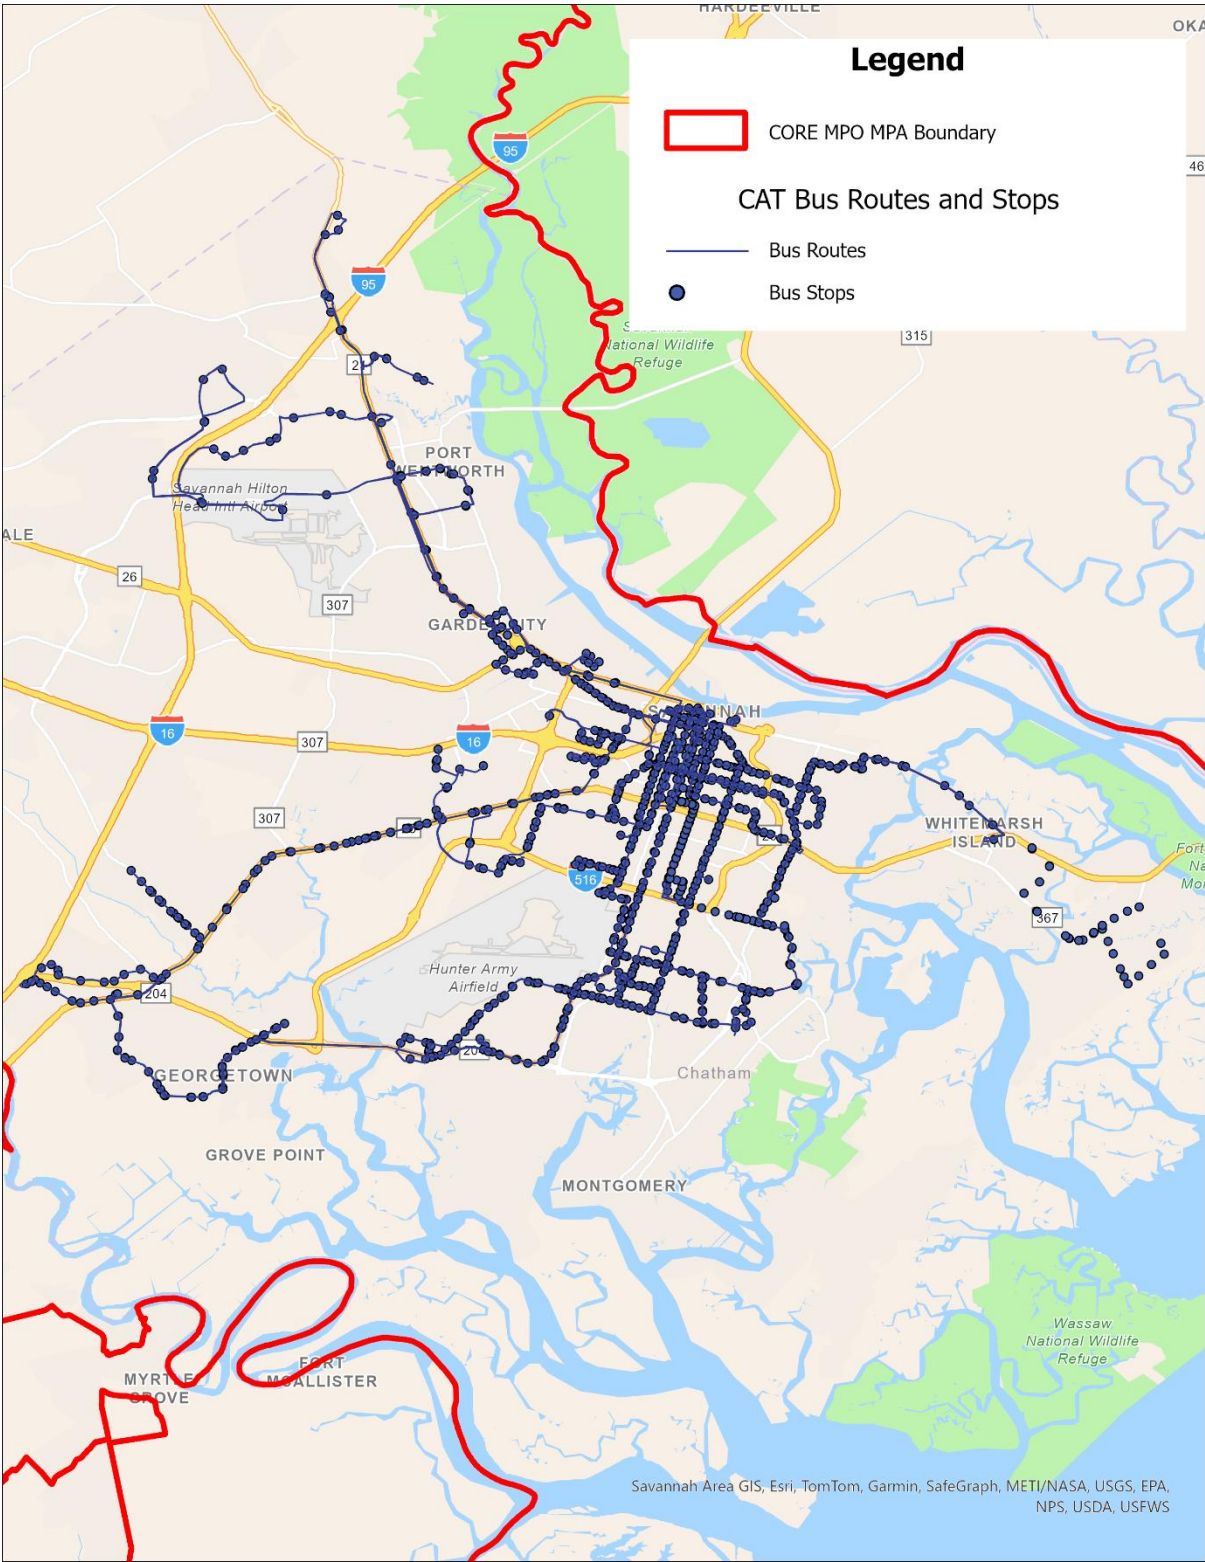 HARDEEVILLE
Legend
CORE MPO MPA Boundary
CAT Bus Routes and Stops
Bus Routes
Bus Stops
95
46
95
315
National Wildlife
Refuge
21
PORT
WENTWORTH
Savannah Hilton
Head Intl Airport
ALE
26
307
GARDEN CITY
SAVANNAH
16
307
16
307
WHITEMARSH
ISLAND
516
367
Hunter Army
Airfield
204
204
GEORGETOWN
Chatham
GROVE POINT
MONTGOMERY
Wassaw
National Wildlife
Refuge
MYRTLE
GROVE
FORT
MCALLISTER
Savannah Area GIS, Esri, TomTom, Garmin, SafeGraph, METI/NASA, USGS, EPA,
NPS, USDA, USFWS